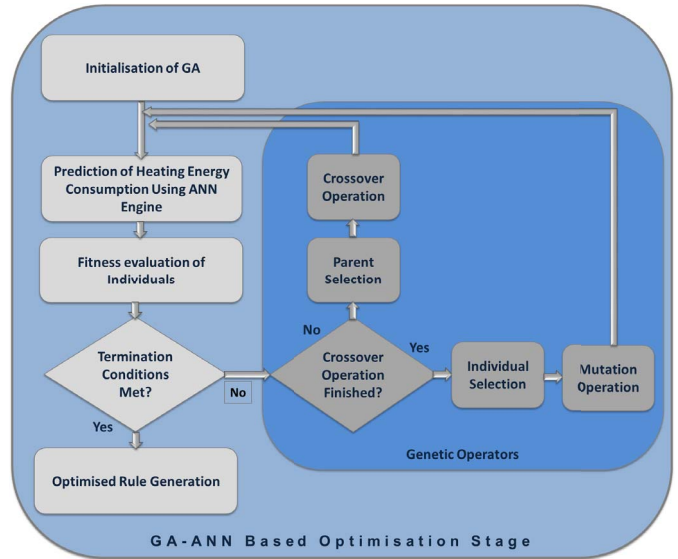 Initialisation of GA
Prediction of Heating Energy
Consumption Using ANN
Engine
Fitness evaluation of
Individuals
Termination
Conditions
Met?
No
Yes
Optimised Rule Generation
Crossover
Operation
Parent
Selection
No
Crossover
Operation
Finished?
Yes
Individual
Selection
Mutation
Operation
Genetic Operators
GA-ANN Based Optimisation Stage